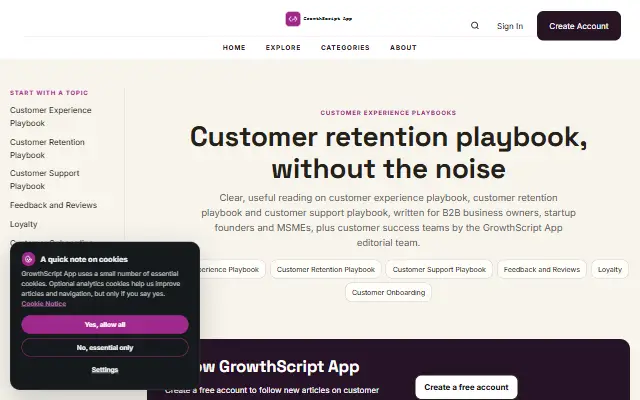 GrowthScript App
Sign In
Create Account
HOME
EXPLORE
CATEGORIES
ABOUT
START WITH A TOPIC
Customer Experience
Playbook
Customer Retention
Playbook
Customer Support
Playbook
Feedback and Reviews
Loyalty
CUSTOMER EXPERIENCE PLAYBOOKS
Customer retention playbook,
without the noise
Clear, useful reading on customer experience playbook, customer retention
playbook and customer support playbook, written for B2B business owners, startup
founders and MSMEs, plus customer success teams by the GrowthScript App
editorial team.
Playbook
Customer Retention Playbook
Customer Support Playbook
Feedback and Reviews
Loyalty
Customer Onboarding
A quick note on cookies
GrowthScript App uses a small number of essential
cookies. Optional analytics cookies help us improve
articles and navigation, but only if you say yes.
Cookie Notice
Yes, allow all
No, essential only
Settings
GrowthScript App
Create a free account to follow new articles on customer
Create a free account